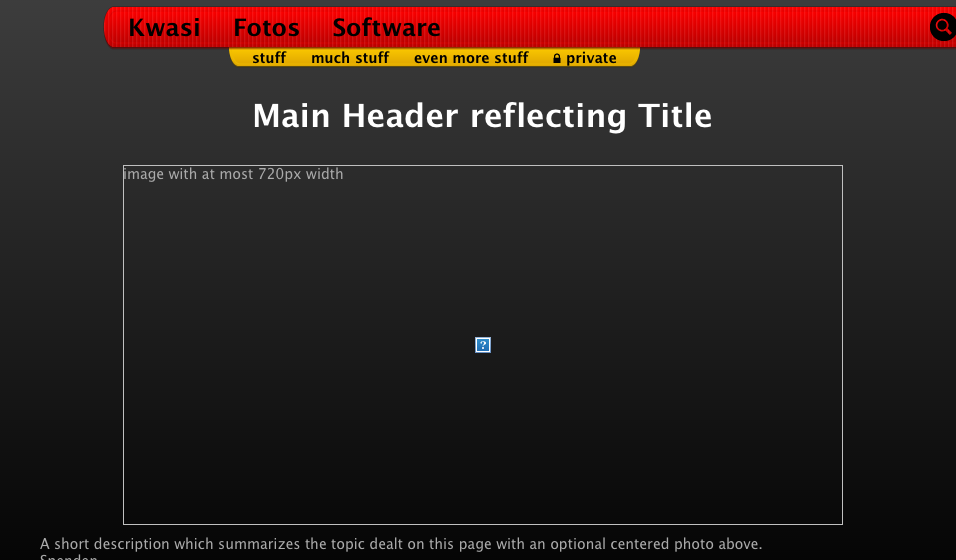 Kwasi Fotos Software
stuff much stuff even more stuff private
Main Header reflecting Title
image with at most 720px width
?
A short description which summarizes the topic dealt on this page with an optional centered photo above.
Spenden